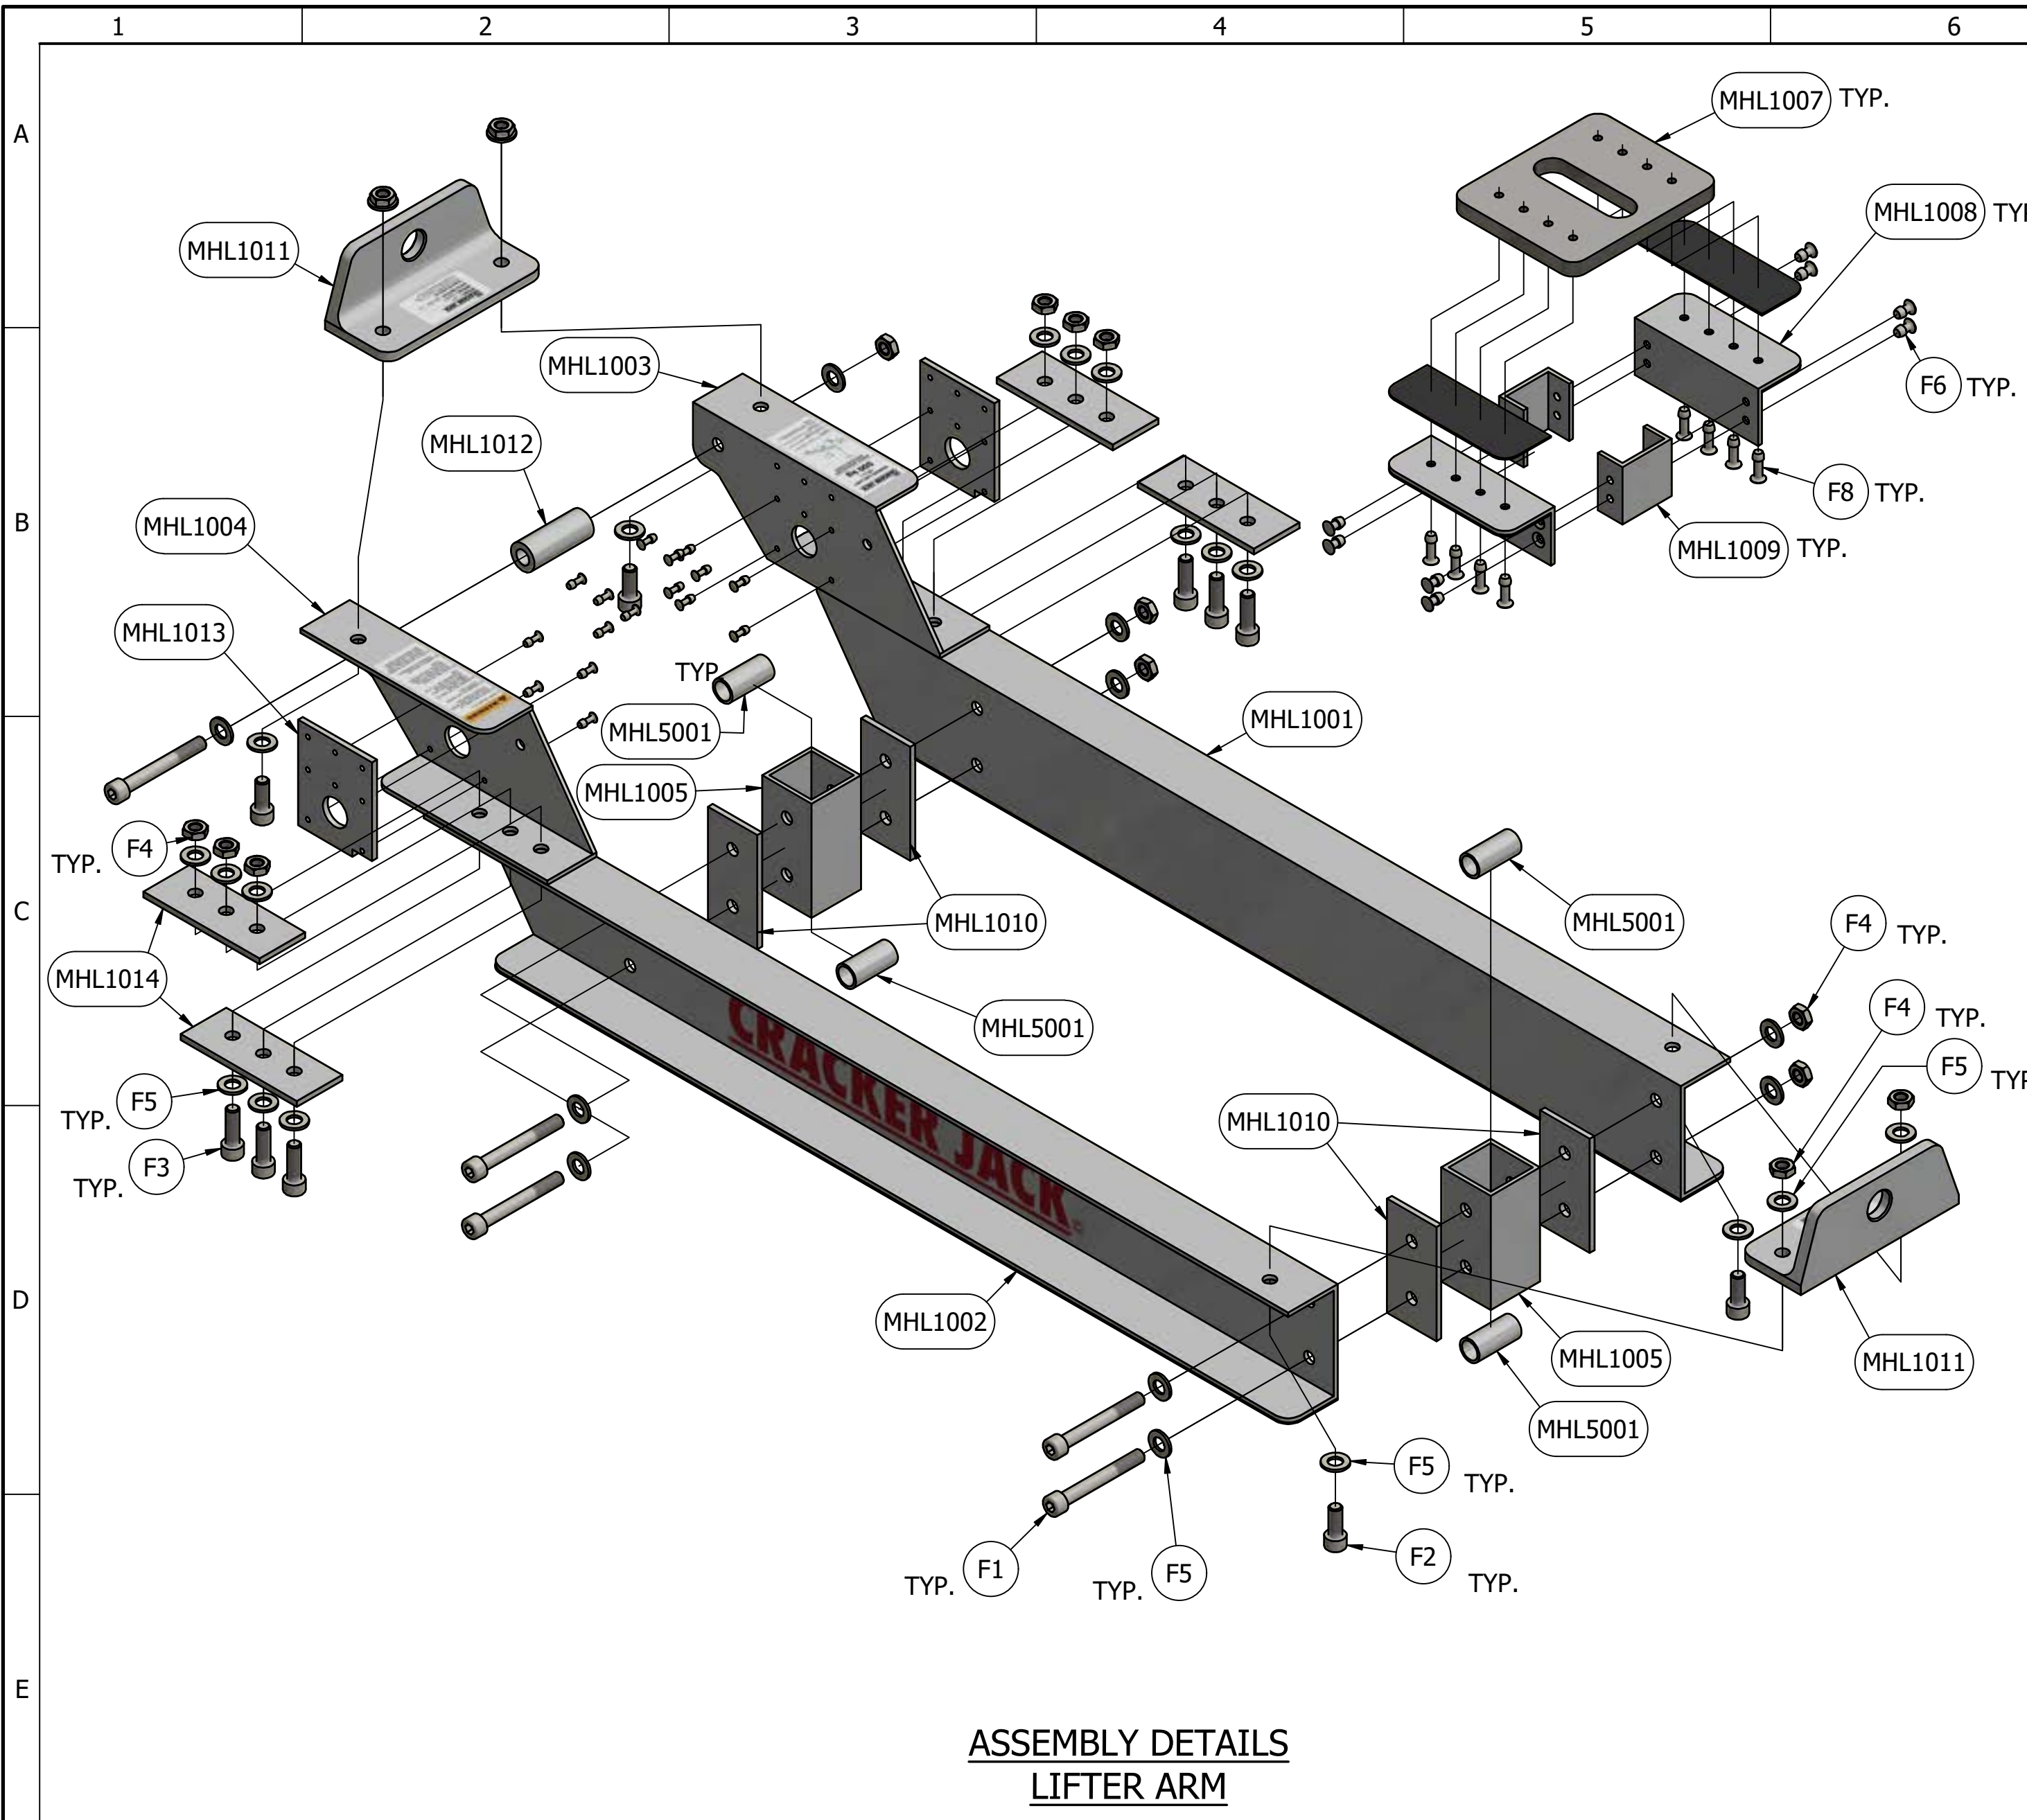 1 2 3 4 5 6
A
MHL1007 TYP.
MHL1008
MHL1011
MHL1003
F6 TYP.
MHL1012
F8 TYP.
B
MHL1004
MHL1009 TYP.
MHL1013
TYP
MHL5001
MHL1001
MHL1005
TYP. F4
C
MHL1010
MHL5001
F4 TYP.
MHL1014
MHL5001
F4 TYP.
CRACKER JACK
F5
TYP. F5
MHL1010
TYP. F3
D
MHL1002
MHL1005
MHL1011
MHL5001
F5 TYP.
TYP. F1
TYP. F5
F2 TYP.
E
ASSEMBLY DETAILS
LIFTER ARM